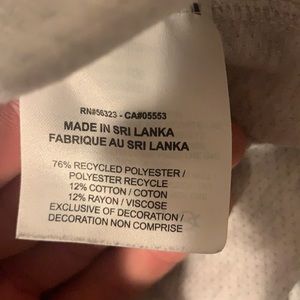 RN#56323 - CA#05553
MADE IN SRI LANKA
FABRIQUE AU SRI LANKA
76% RECYCLED POLYESTER /
POLYESTER RECYCLE
12% COTTON / COTON
12% RAYON / VISCOSE
EXCLUSIVE OF DECORATION /
DECORATION NON COMPRISE